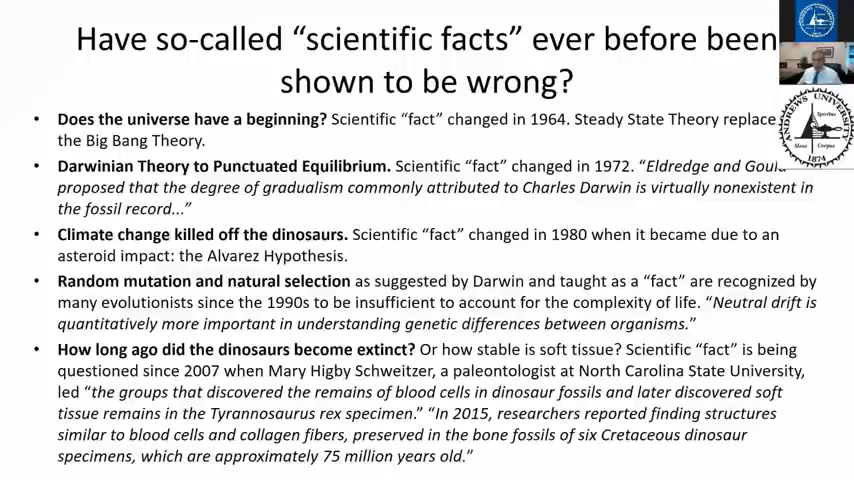 Have so-called “scientific facts” ever before been
shown to be wrong?
• Does the universe have a beginning? Scientific “fact” changed in 1964. Steady State Theory replace
the Big Bang Theory.
• Darwinian Theory to Punctuated Equilibrium. Scientific “fact” changed in 1972. “Eldredge and Gould
proposed that the degree of gradualism commonly attributed to Charles Darwin is virtually nonexistent in
the fossil record...”
• Climate change killed off the dinosaurs. Scientific “fact” changed in 1980 when it became due to an
asteroid impact: the Alvarez Hypothesis.
• Random mutation and natural selection as suggested by Darwin and taught as a “fact” are recognized by
many evolutionists since the 1990s to be insufficient to account for the complexity of life. “Neutral drift is
quantitatively more important in understanding genetic differences between organisms.”
• How long ago did the dinosaurs become extinct? Or how stable is soft tissue? Scientific “fact” is being
questioned since 2007 when Mary Higby Schweitzer, a paleontologist at North Carolina State University,
led “the groups that discovered the remains of blood cells in dinosaur fossils and later discovered soft
tissue remains in the Tyrannosaurus rex specimen.” “In 2015, researchers reported finding structures
similar to blood cells and collagen fibers, preserved in the bone fossils of six Cretaceous dinosaur
specimens, which are approximately 75 million years old.”
ANDREWS UNIVERSITY
Spiritus
Mens Corpus
1874